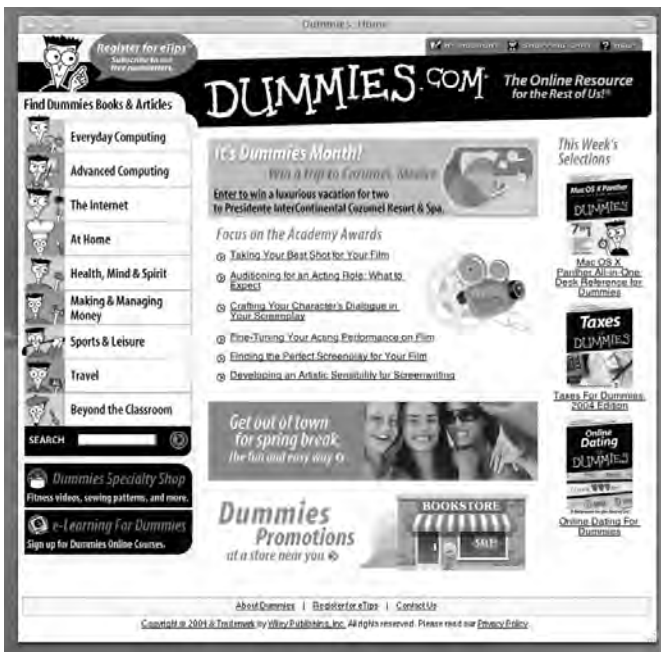 Dummies::Home
Register for eTips
Subscribe to our
free newsletters.
My Account Shopping Cart Help
DUMMIES.COM
The Online Resource
for the Rest of Us!®
Find Dummies Books & Articles
Everyday Computing
Advanced Computing
The Internet
At Home
Health, Mind & Spirit
Making & Managing
Money
Sports & Leisure
Travel
Beyond the Classroom
SEARCH
Dummies Specialty Shop
Fitness videos, sewing patterns, and more.
e-Learning For Dummies
Sign up for Dummies Online Courses.
It's Dummies Month!
Win a trip to Cozumel, Mexico
Enter to win a luxurious vacation for two
to Presidente InterContinental Cozumel Resort & Spa.
Focus on the Academy Awards
Taking Your Best Shot for Your Film
Auditioning for an Acting Role: What to
Expect
Crafting Your Character's Dialogue in
Your Screenplay
Fine-Tuning Your Acting Performance on Film
Finding the Perfect Screenplay for Your Film
Developing an Artistic Sensibility for Screenwriting
Get out of town
for spring break
the fun and easy way
Dummies
Promotions
at a store near you
BOOKSTORE
This Week's
Selections
Mac OS X Panther
DUMMIES
Mac OS X
Panther All-in-One
Desk Reference for
Dummies
Taxes
DUMMIES
Taxes For Dummies,
2004 Edition
Online
Dating
DUMMIES
Online Dating For
Dummies
About Dummies | Register for eTips | Contact Us
Copyright © 2004 & Trademark by Wiley Publishing, Inc. All rights reserved. Please read our Privacy Policy